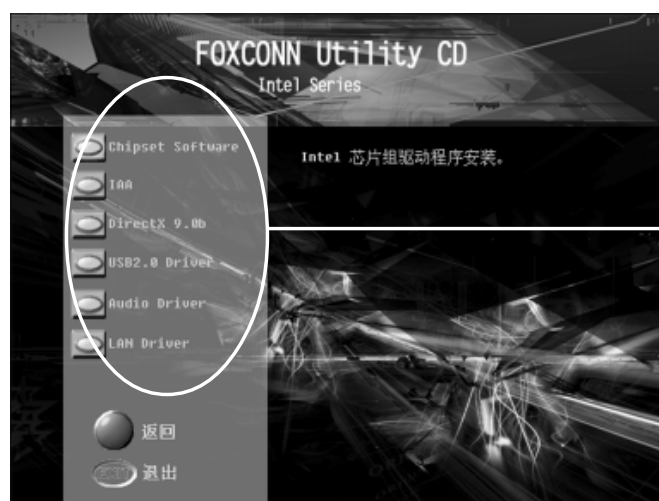 FOXCONN Utility CD
Intel Series
Chipset Software
IAA
DirectX 9.0b
USB2.0 Driver
Audio Driver
LAN Driver
返回
退出
Intel 芯片组驱动程序安装。